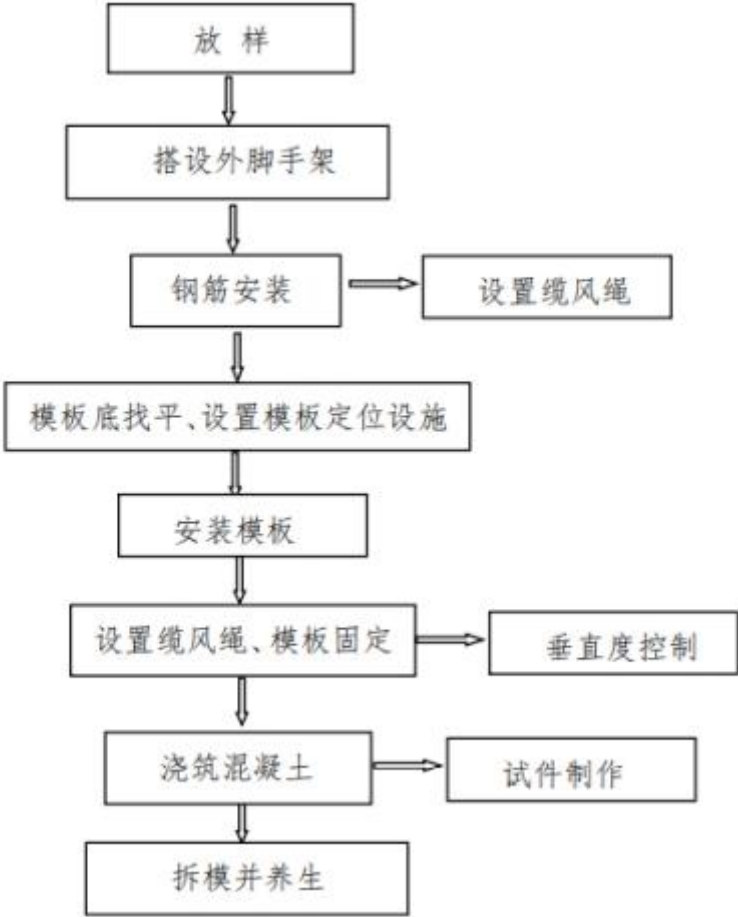 放 样
搭设外脚手架
钢筋安装
设置缆风绳
模板底找平、设置模板定位设施
安装模板
设置缆风绳、模板固定
垂直度控制
浇筑混凝土
试件制作
拆模并养生